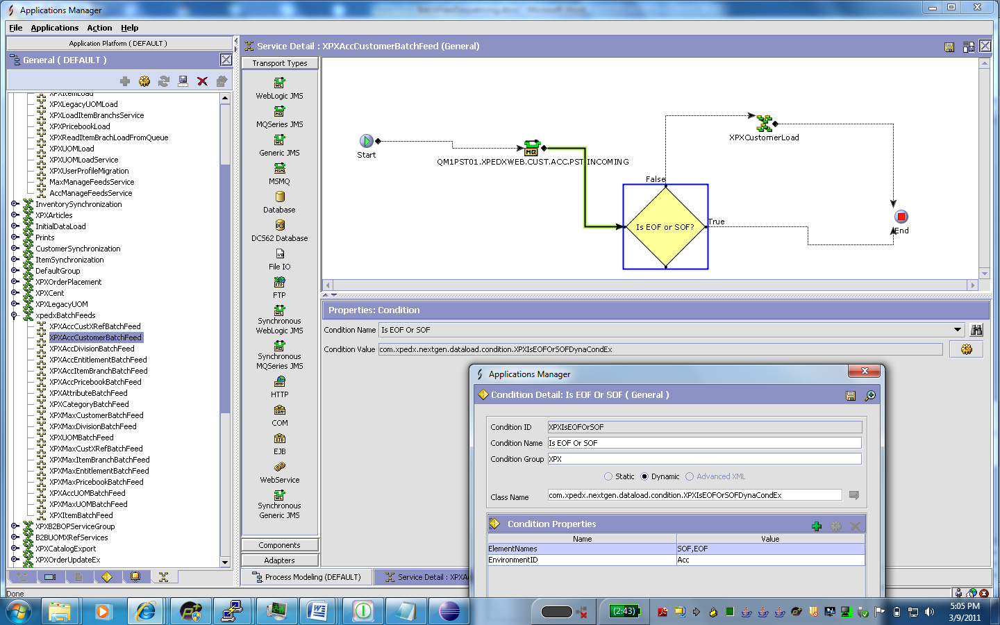 Applications Manager
File Applications Action Help
Application Platform ( DEFAULT )
General ( DEFAULT )
XPXItemLoad
XPXLegacyUOMLoad
XPXLoadItemBranchsService
XPXPricebookLoad
XPXReadItemBrachLoadFromQueue
XPXUOMLoad
XPXUOMLoadService
XPXUserProfileMigration
MaxManageFeedsService
AccManageFeedsService
InventorySynchronization
XPXArticles
InitialDataLoad
Prints
CustomerSynchronization
ItemSynchronization
DefaultGroup
XPXOrderPlacement
XPXCent
XPXLegacyUOM
xpedxBatchFeeds
XPXAccCustXRefBatchFeed
XPXAccCustomerBatchFeed
XPXAccDivisionBatchFeed
XPXAccEntitlementBatchFeed
XPXAccItemBranchBatchFeed
XPXAccPricebookBatchFeed
XPXAttributeBatchFeed
XPXCategoryBatchFeed
XPXMaxCustomerBatchFeed
XPXMaxDivisionBatchFeed
XPXUOMBatchFeed
XPXMaxCustXRefBatchFeed
XPXMaxItemBranchBatchFeed
XPXMaxEntitlementBatchFeed
XPXMaxPricebookBatchFeed
XPXAccUOMBatchFeed
XPXMaxUOMBatchFeed
XPXItemBatchFeed
XPXB2BOPServiceGroup
B2BUOMXRefServices
XPXCatalogExport
XPXOrderUpdateEx
Done
Service Detail : XPXAccCustomerBatchFeed (General)
Transport Types
WebLogic JMS
MQSeries JMS
Generic JMS
MSMQ
Database
DCS62 Database
File IO
FTP
Synchronous
WebLogic JMS
Synchronous
MQSeries JMS
HTTP
COM
EJB
WebService
Synchronous
Generic JMS
Components
Adapters
Start
QM1PST01.XPEDXWEB.CUST.ACC.PST.INCOMING
XPXCustomerLoad
False
Is EOF or SOF?
True
End
Properties: Condition
Condition Name Is EOF Or SOF
Condition Value com.xpedx.nextgen.dataload.condition.XPXIsEOFOrSOFDynaCondEx
Applications Manager
Condition Detail: Is EOF Or SOF ( General )
Condition ID XPXIsEOFOrSOF
Condition Name Is EOF Or SOF
Condition Group XPX
Static Dynamic Advanced XML
Class Name com.xpedx.nextgen.dataload.condition.XPXIsEOFOrSOFDynaCondEx
Condition Properties
Name Value
ElementNames SOF,EOF
EnvironmentID Acc
Process Modeling (DEFAULT)
Service Detail : XPXAc
(2:43)
5:05 PM
3/9/2011